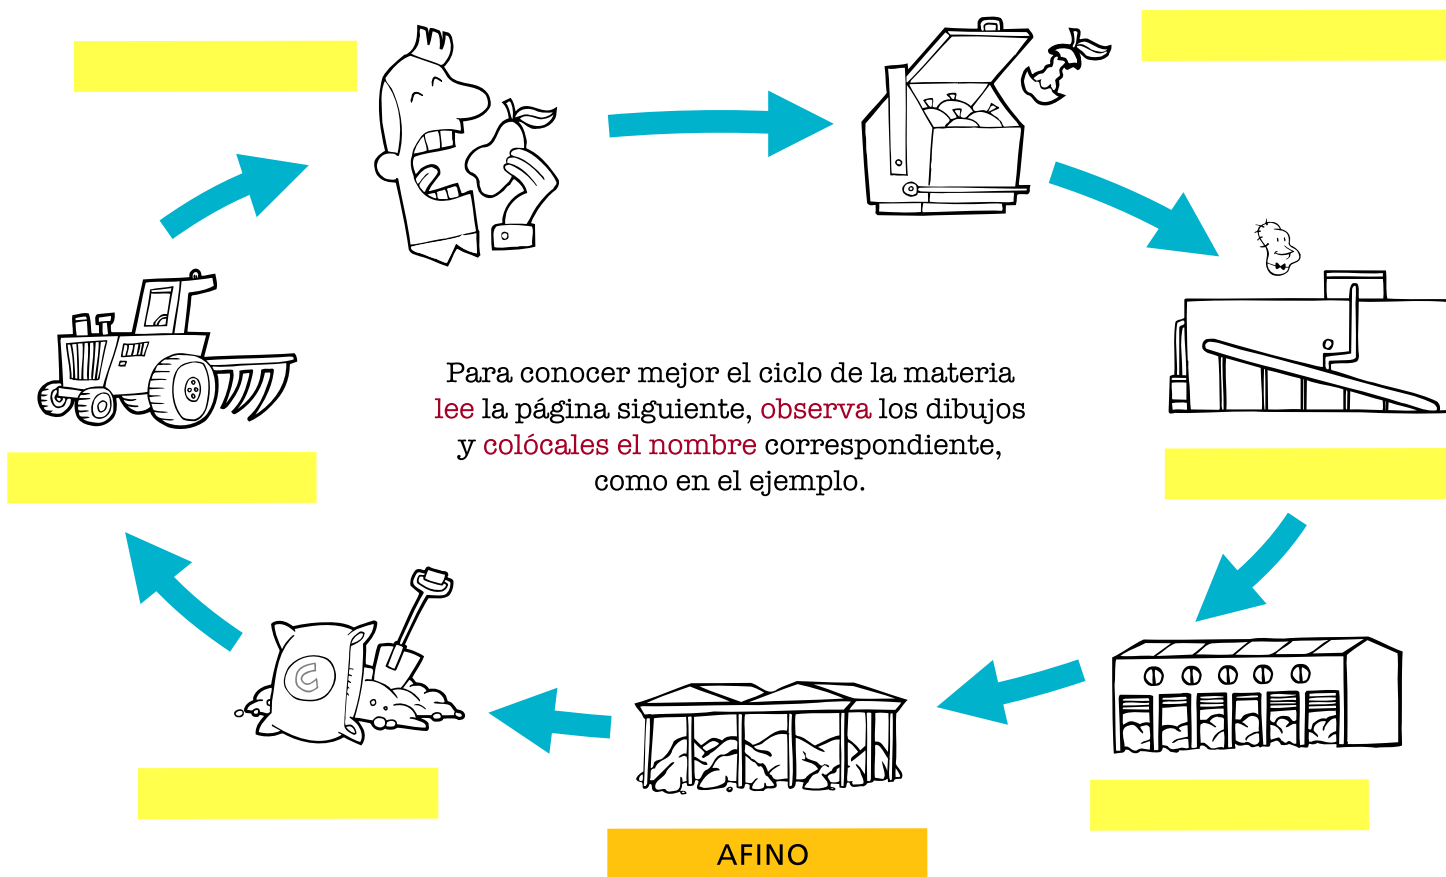 Para conocer mejor el ciclo de la materia
lee la página siguiente, observa los dibujos
y colócales el nombre correspondiente,
como en el ejemplo.
C
AFINO